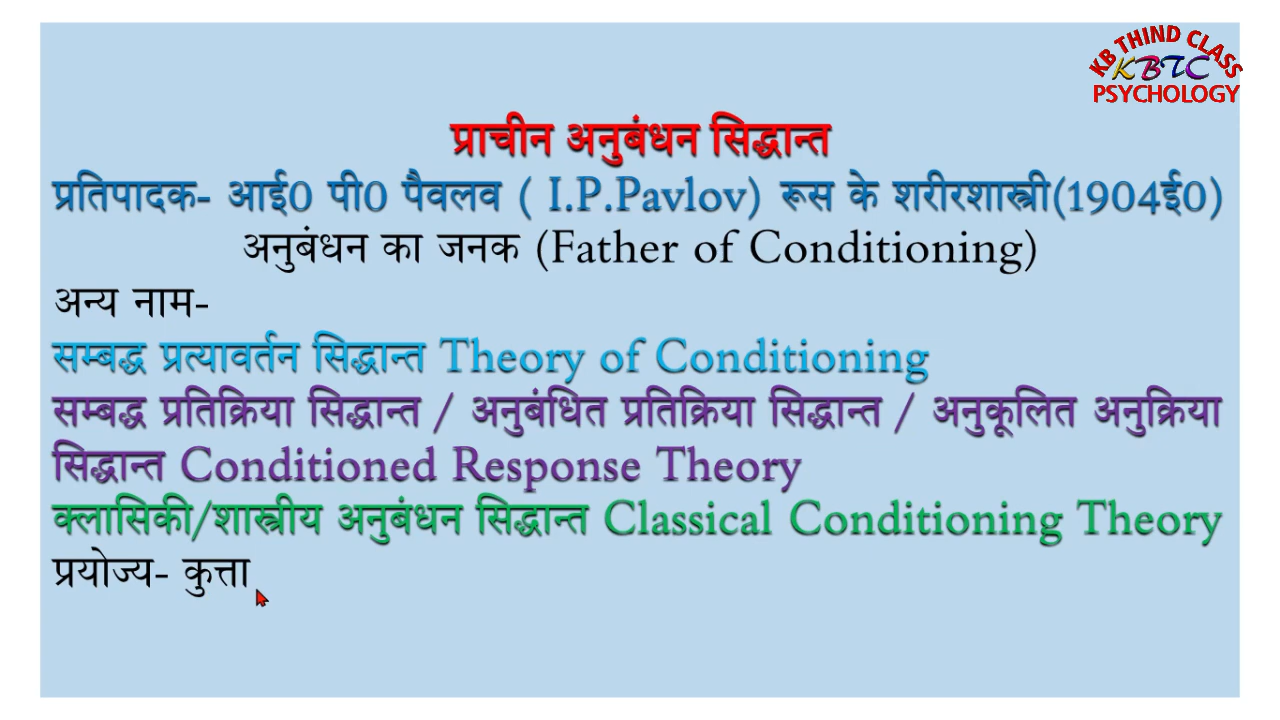 KB THIND CLASS
KBTC
PSYCHOLOGY
प्राचीन अनुबंधन सिद्धान्त
प्रतिपादक- आई0 पी0 पैवलव ( I.P.Pavlov) रूस के शरीरशास्त्री(1904ई0)
अनुबंधन का जनक (Father of Conditioning)
अन्य नाम-
सम्बद्ध प्रत्यावर्तन सिद्धान्त Theory of Conditioning
सम्बद्ध प्रतिक्रिया सिद्धान्त / अनुबंधित प्रतिक्रिया सिद्धान्त / अनुकूलित अनुक्रिया
सिद्धान्त Conditioned Response Theory
क्लासिकी/शास्त्रीय अनुबंधन सिद्धान्त Classical Conditioning Theory
प्रयोज्य- कुत्ता